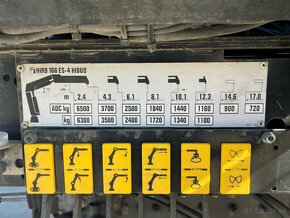 HIAB 166 ES-4 HIDUO
m 2.4 4.3 6.1 8.1 10.1 12.3 14.6 17.0
ADC kg 6500 3700 2500 1840 1440 1160 900 720
kg 6300 3500 2400 1720 1340 1100